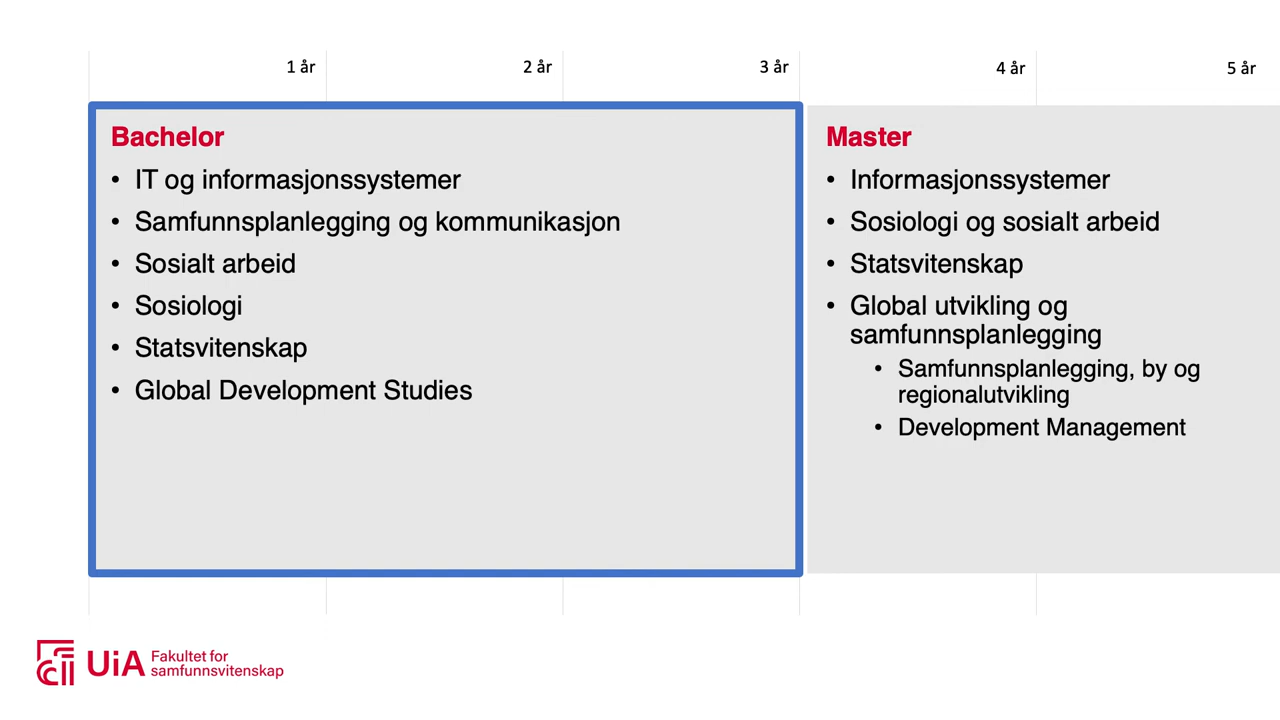 1 år
2 år
3 år
4 år
5 år
Bachelor
• IT og informasjonssystemer
• Samfunnsplanlegging og kommunikasjon
• Sosialt arbeid
• Sosiologi
• Statsvitenskap
• Global Development Studies
Master
• Informasjonssystemer
• Sosiologi og sosialt arbeid
• Statsvitenskap
• Global utvikling og
samfunnsplanlegging
• Samfunnsplanlegging, by og
regionalutvikling
• Development Management
UiA
Fakultet for
samfunnsvitenskap